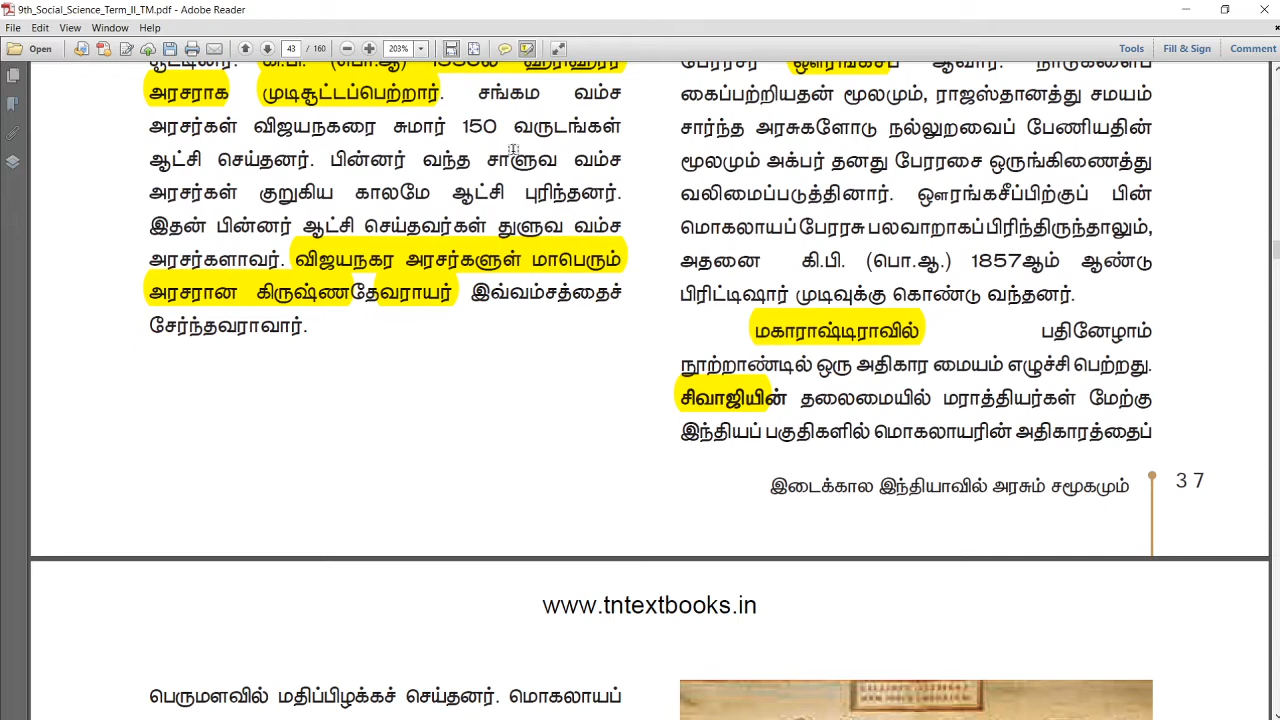 9th_Social_Science_Term_II_TM.pdf - Adobe Reader
File Edit View Window Help
Open 43 / 160 203% Tools Fill & Sign Comment
அரசராக முடிசூட்டப்பெற்றார். சங்கம வம்ச
அரசர்கள் விஜயநகரை சுமார் 150 வருடங்கள்
ஆட்சி செய்தனர். பின்னர் வந்த சாளுவ வம்ச
அரசர்கள் குறுகிய காலமே ஆட்சி புரிந்தனர்.
இதன் பின்னர் ஆட்சி செய்தவர்கள் துளுவ வம்ச
அரசர்களாவர். விஜயநகர அரசர்களுள் மாபெரும்
அரசரான கிருஷ்ணதேவராயர் இவ்வம்சத்தைச்
சேர்ந்தவராவார்.
பேரரசர் ஔரங்கசீப் ஆவார். நாடுகளைப்
கைப்பற்றியதன் மூலமும், ராஜஸ்தானத்து சமயம்
சார்ந்த அரசுகளோடு நல்லுறவைப் பேணியதின்
மூலமும் அக்பர் தனது பேரரசை ஒருங்கிணைத்து
வலிமைப்படுத்தினார். ஔரங்கசீப்பிற்குப் பின்
மொகலாயப் பேரரசு பலவாறாகப் பிரிந்திருந்தாலும்,
அதனை கி.பி. (பொ.ஆ.) 1857ஆம் ஆண்டு
பிரிட்டிஷார் முடிவுக்கு கொண்டு வந்தனர்.
மகாராஷ்டிராவில் பதினேழாம்
நூற்றாண்டில் ஒரு அதிகார மையம் எழுச்சி பெற்றது.
சிவாஜியின் தலைமையில் மராத்தியர்கள் மேற்கு
இந்தியப் பகுதிகளில் மொகலாயரின் அதிகாரத்தைப்
இடைக்கால இந்தியாவில் அரசும் சமூகமும் 37
www.tntextbooks.in
பெருமளவில் மதிப்பிழக்கச் செய்தனர். மொகலாயப்